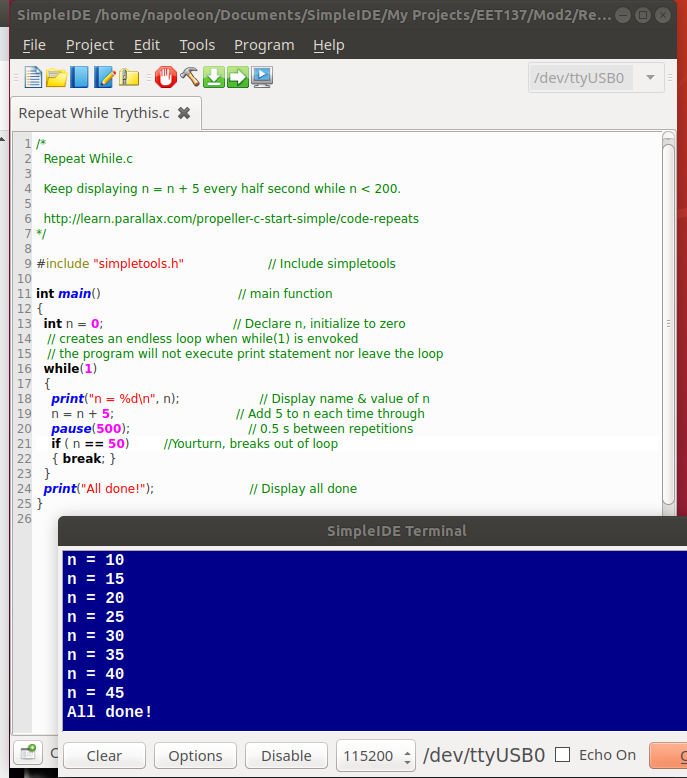 SimpleIDE /home/napoleon/Documents/SimpleIDE/My Projects/EET137/Mod2/Re...
File Project Edit Tools Program Help
/dev/ttyUSB0
Repeat While Trythis.c
1 /*
2 Repeat While.c
3
4 Keep displaying n = n + 5 every half second while n < 200.
5
6 http://learn.parallax.com/propeller-c-start-simple/code-repeats
7 */
8
9 #include "simpletools.h" // Include simpletools
10
11 int main() // main function
12 {
13 int n = 0; // Declare n, initialize to zero
14 // creates an endless loop when while(1) is envoked
15 // the program will not execute print statement nor leave the loop
16 while(1)
17 {
18 print("n = %d\n", n); // Display name & value of n
19 n = n + 5; // Add 5 to n each time through
20 pause(500); // 0.5 s between repetitions
21 if ( n == 50) //Yourturn, breaks out of loop
22 { break; }
23 }
24 print("All done!"); // Display all done
25 }
26
SimpleIDE Terminal
n = 10
n = 15
n = 20
n = 25
n = 30
n = 35
n = 40
n = 45
All done!
Clear Options Disable 115200 /dev/ttyUSB0 Echo On